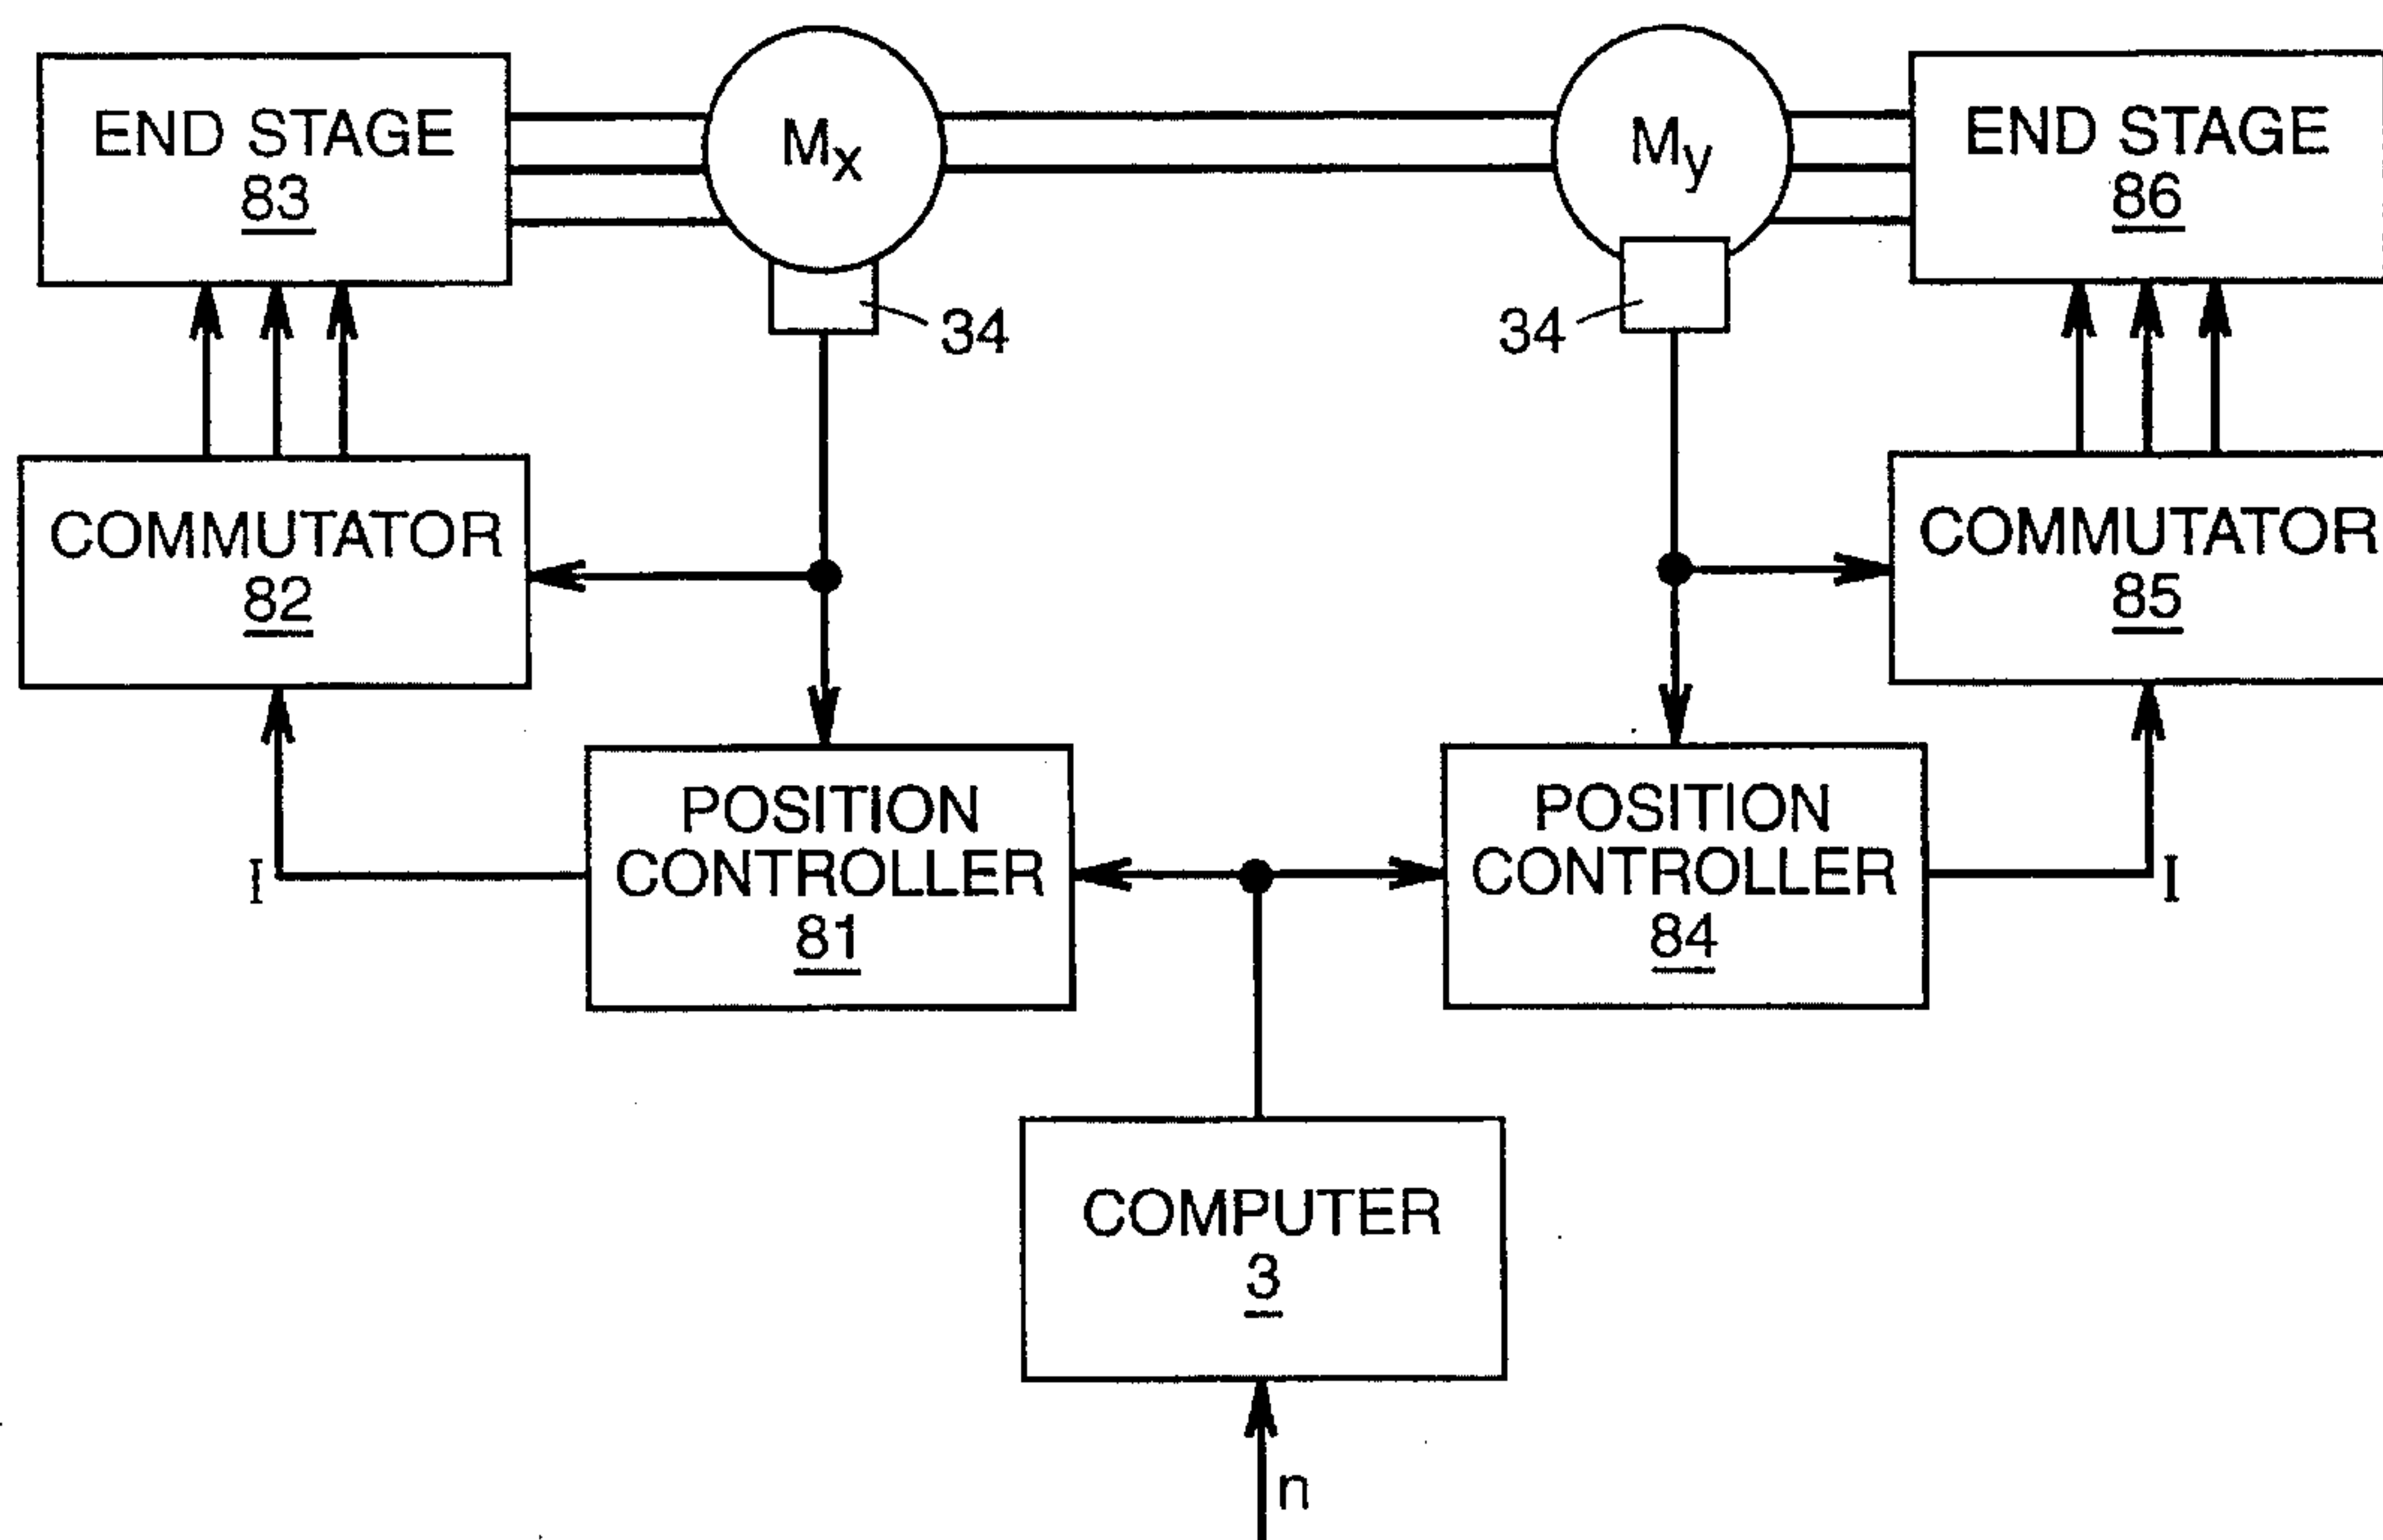 END STAGE
83
Mx
My
END STAGE
86
34
34
COMMUTATOR
82
COMMUTATOR
85
POSITION
CONTROLLER
81
POSITION
CONTROLLER
84
I
I
COMPUTER
3
n